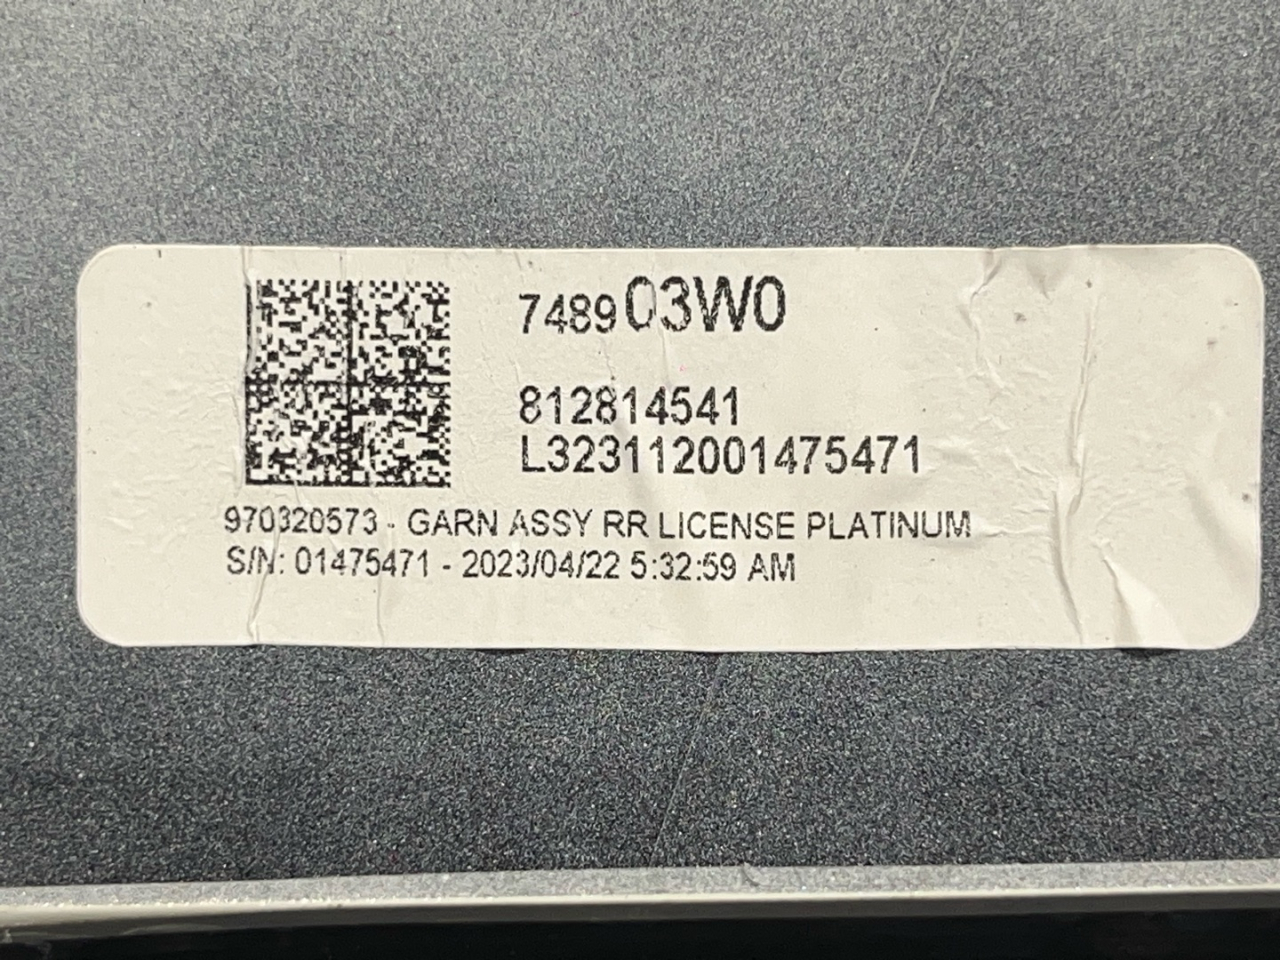 748903W0
812814541
L323112001475471
970320573 - GARN ASSY RR LICENSE PLATINUM
S/N: 01475471 - 2023/04/22 5:32:59 AM